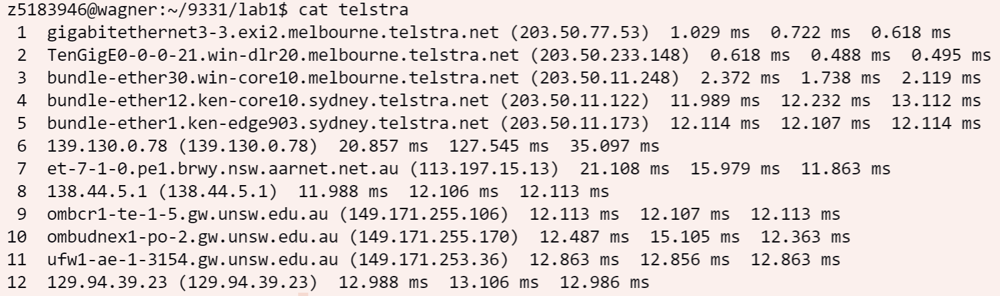 z5183946@wagner:~/9331/lab1$ cat telstra
1 gigabitethernet3-3.exi2.melbourne.telstra.net (203.50.77.53) 1.029 ms 0.722 ms 0.618 ms
2 TenGigE0-0-0-21.win-dlr20.melbourne.telstra.net (203.50.233.148) 0.618 ms 0.488 ms 0.495 ms
3 bundle-ether30.win-core10.melbourne.telstra.net (203.50.11.248) 2.372 ms 1.738 ms 2.119 ms
4 bundle-ether12.ken-core10.sydney.telstra.net (203.50.11.122) 11.989 ms 12.232 ms 13.112 ms
5 bundle-ether1.ken-edge903.sydney.telstra.net (203.50.11.173) 12.114 ms 12.107 ms 12.114 ms
6 139.130.0.78 (139.130.0.78) 20.857 ms 127.545 ms 35.097 ms
7 et-7-1-0.pe1.brwy.nsw.aarnet.net.au (113.197.15.13) 21.108 ms 15.979 ms 11.863 ms
8 138.44.5.1 (138.44.5.1) 11.988 ms 12.106 ms 12.113 ms
9 ombcr1-te-1-5.gw.unsw.edu.au (149.171.255.106) 12.113 ms 12.107 ms 12.113 ms
10 ombudnex1-po-2.gw.unsw.edu.au (149.171.255.170) 12.487 ms 15.105 ms 12.363 ms
11 ufw1-ae-1-3154.gw.unsw.edu.au (149.171.253.36) 12.863 ms 12.856 ms 12.863 ms
12 129.94.39.23 (129.94.39.23) 12.988 ms 13.106 ms 12.986 ms